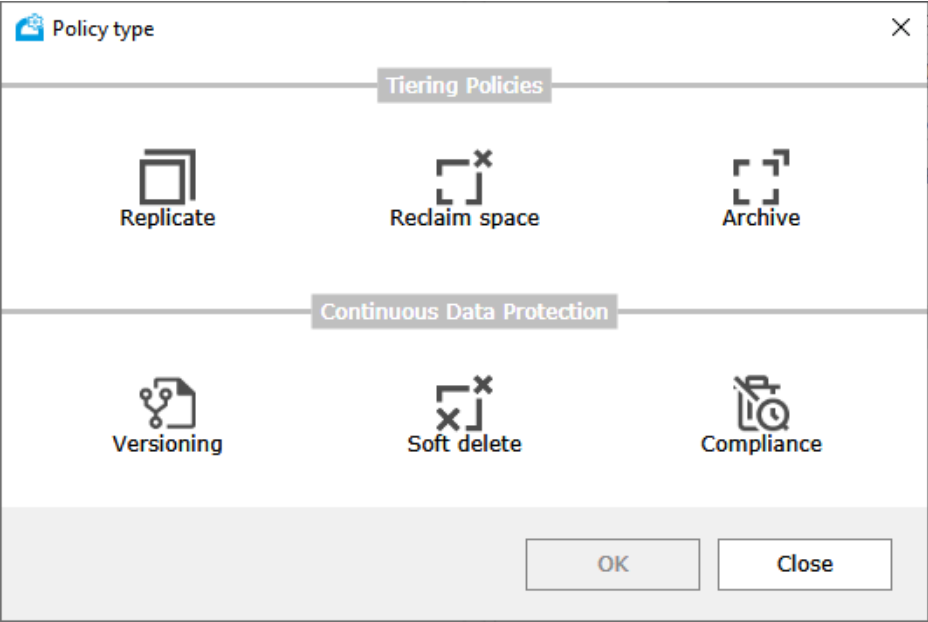 Policy type
Tiering Policies
Replicate
Reclaim space
Archive
Continuous Data Protection
Versioning
Soft delete
Compliance
OK
Close